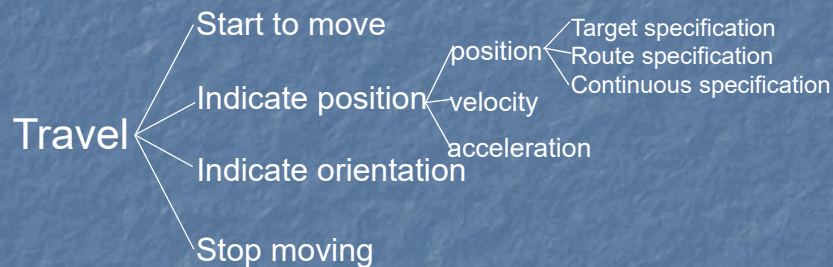 Travel
Start to move
Indicate position
position
Target specification
Route specification
Continuous specification
velocity
acceleration
Indicate orientation
Stop moving